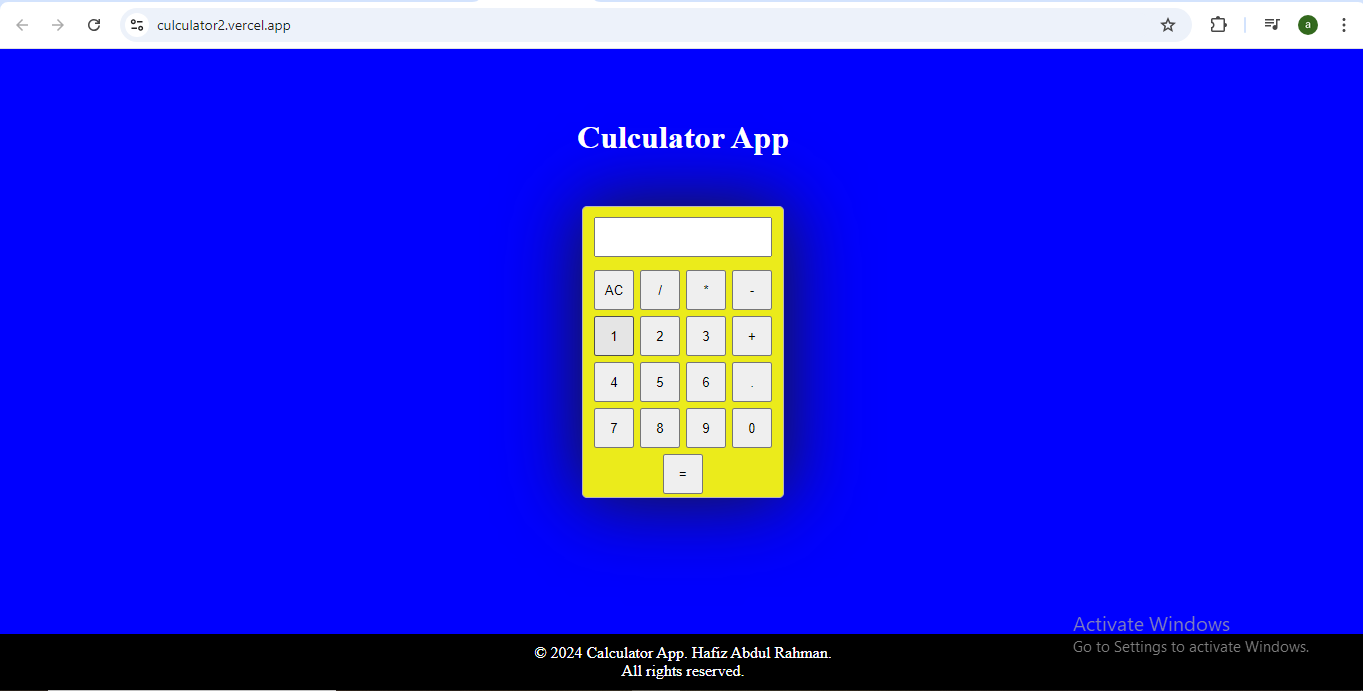 culculator2.vercel.app
a
Culculator App
AC / * -
1 2 3 +
4 5 6 .
7 8 9 0
=
Activate Windows
Go to Settings to activate Windows.
© 2024 Calculator App. Hafiz Abdul Rahman.
All rights reserved.